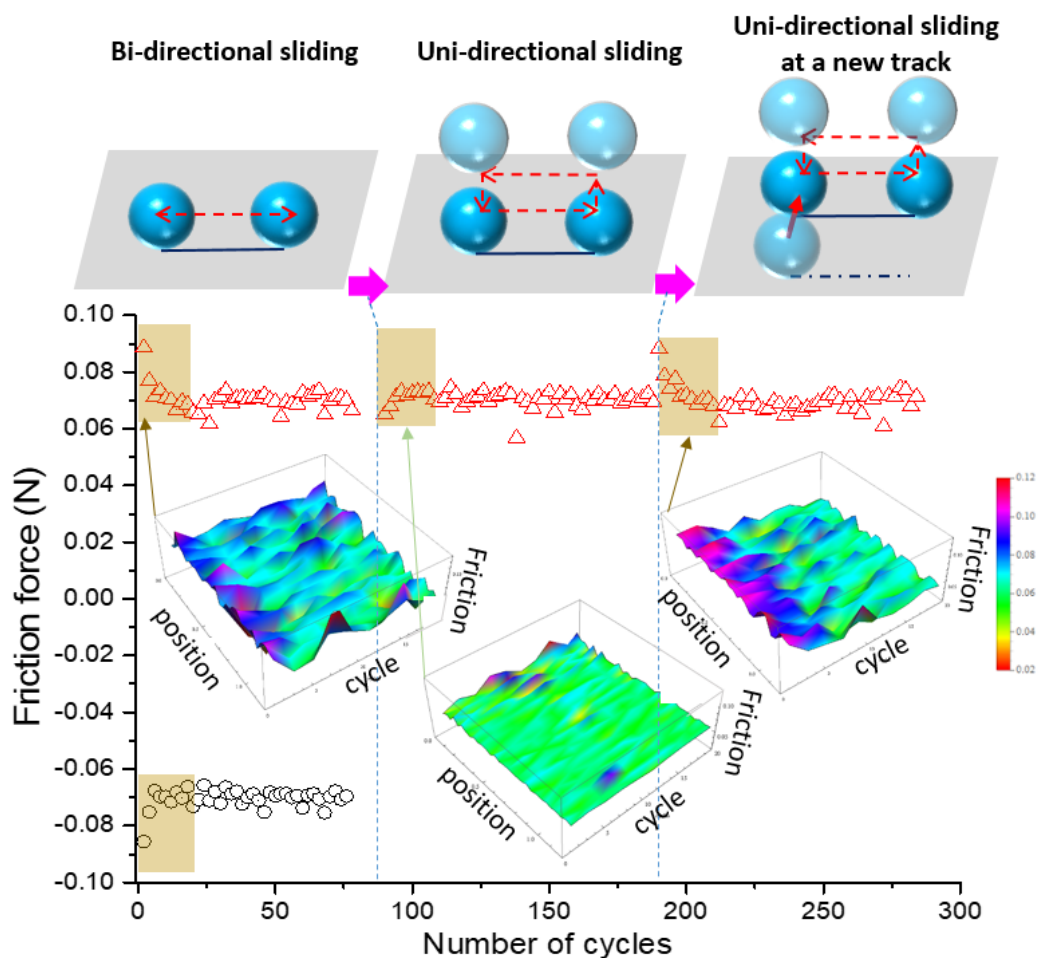 Bi-directional sliding
Uni-directional sliding
Uni-directional sliding
at a new track
Friction force (N)
0.10
0.08
0.06
0.04
0.02
0.00
-0.02
-0.04
-0.06
-0.08
-0.10
0
50
100
150
200
250
300
Number of cycles
position
cycle
Friction
position
cycle
Friction
position
cycle
Friction
0.12
0.10
0.08
0.06
0.04
0.02